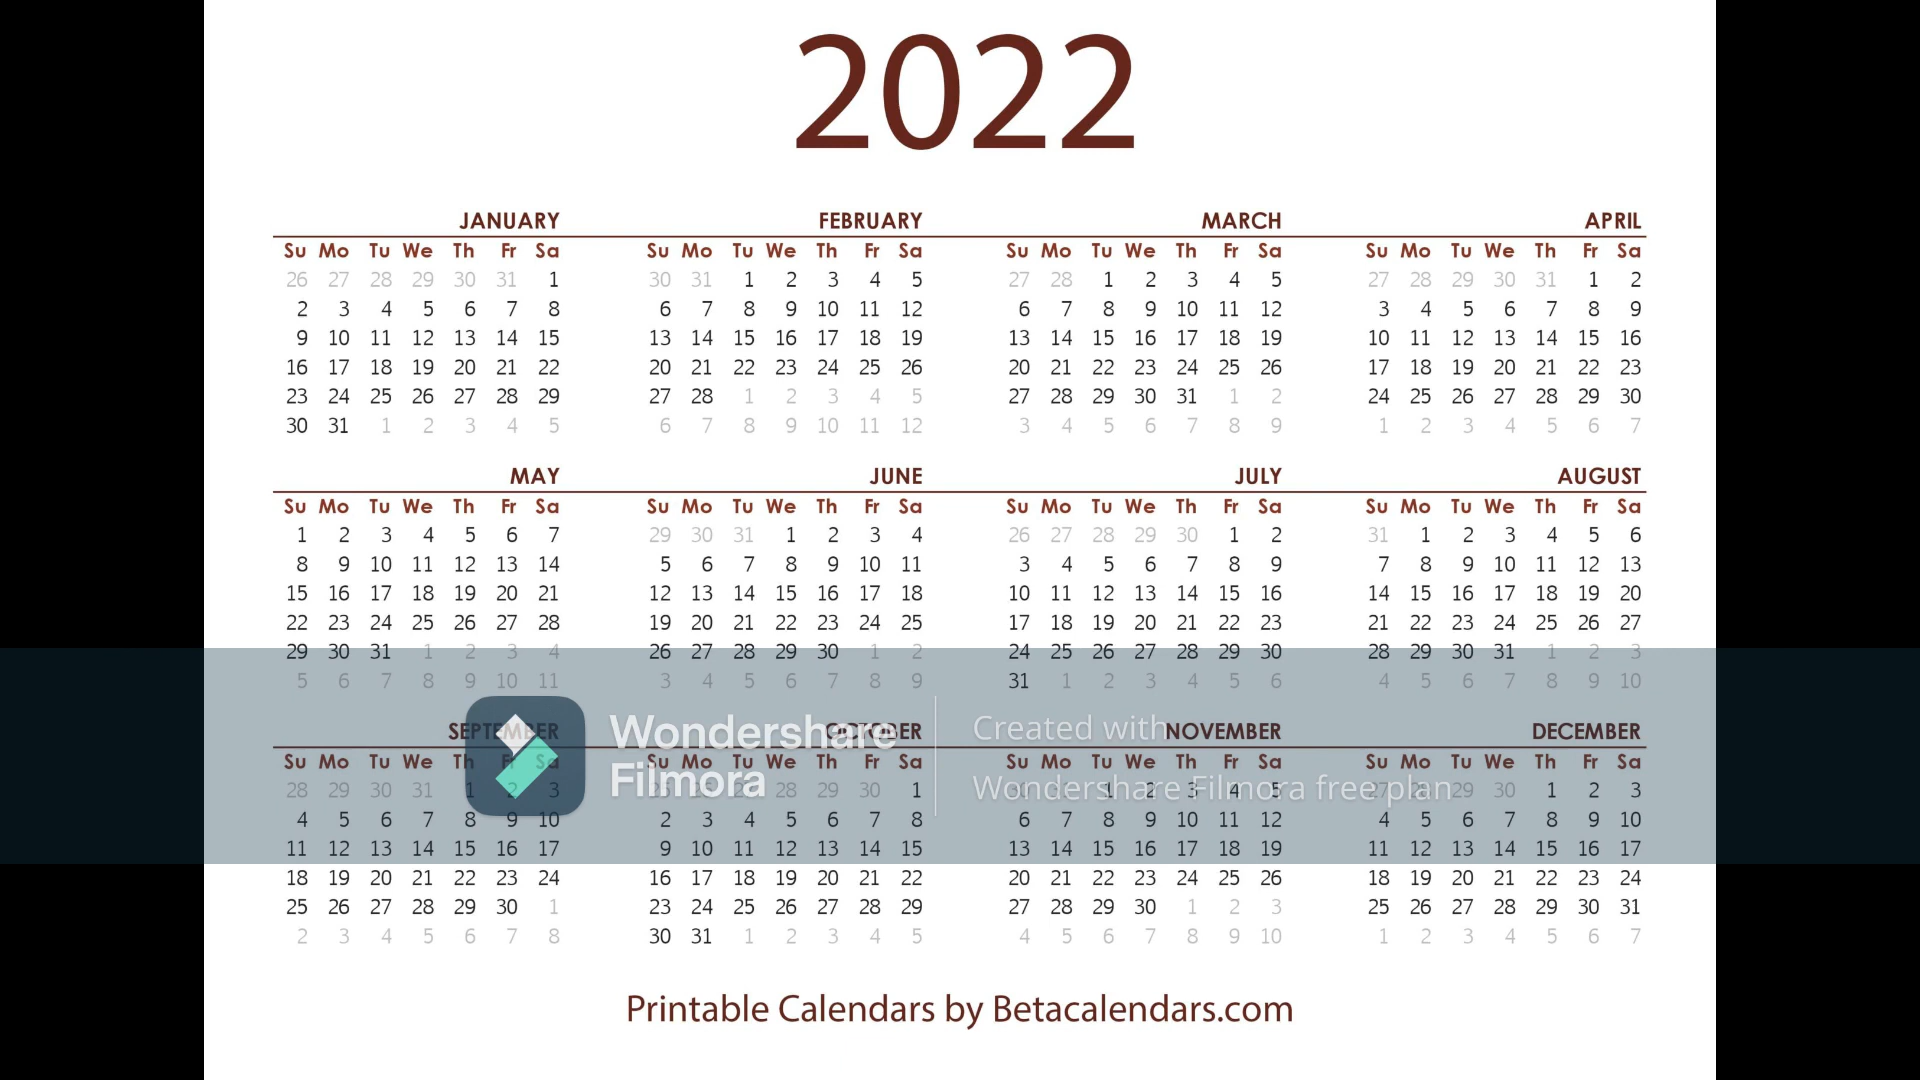 2022
JANUARY FEBRUARY MARCH APRIL
Su Mo Tu We Th Fr Sa Su Mo Tu We Th Fr Sa Su Mo Tu We Th Fr Sa Su Mo Tu We Th Fr Sa
26 27 28 29 30 31 1 30 31 1 2 3 4 5 27 28 1 2 3 4 5 27 28 29 30 31 1 2
2 3 4 5 6 7 8 6 7 8 9 10 11 12 6 7 8 9 10 11 12 3 4 5 6 7 8 9
9 10 11 12 13 14 15 13 14 15 16 17 18 19 13 14 15 16 17 18 19 10 11 12 13 14 15 16
16 17 18 19 20 21 22 20 21 22 23 24 25 26 20 21 22 23 24 25 26 17 18 19 20 21 22 23
23 24 25 26 27 28 29 27 28 1 2 3 4 5 27 28 29 30 31 1 2 24 25 26 27 28 29 30
30 31 1 2 3 4 5 6 7 8 9 10 11 12 3 4 5 6 7 8 9 1 2 3 4 5 6 7
MAY JUNE JULY AUGUST
Su Mo Tu We Th Fr Sa Su Mo Tu We Th Fr Sa Su Mo Tu We Th Fr Sa Su Mo Tu We Th Fr Sa
1 2 3 4 5 6 7 29 30 31 1 2 3 4 26 27 28 29 30 1 2 31 1 2 3 4 5 6
8 9 10 11 12 13 14 5 6 7 8 9 10 11 3 4 5 6 7 8 9 7 8 9 10 11 12 13
15 16 17 18 19 20 21 12 13 14 15 16 17 18 10 11 12 13 14 15 16 14 15 16 17 18 19 20
22 23 24 25 26 27 28 19 20 21 22 23 24 25 17 18 19 20 21 22 23 21 22 23 24 25 26 27
29 30 31 1 2 3 4 26 27 28 29 30 1 2 24 25 26 27 28 29 30 28 29 30 31 1 2 3
5 6 7 8 9 10 11 3 4 5 6 7 8 9 31 1 2 3 4 5 6 4 5 6 7 8 9 10
SEPTEMBER OCTOBER NOVEMBER DECEMBER
Wondershare Filmora
Created with
Wondershare Filmora free plan
Su Mo Tu We Th Fr Sa Su Mo Tu We Th Fr Sa Su Mo Tu We Th Fr Sa Su Mo Tu We Th Fr Sa
28 29 30 31 1 2 3 28 29 30 1 1 2 3 4 5 27 29 30 1 2 3
4 5 6 7 8 9 10 2 3 4 5 6 7 8 6 7 8 9 10 11 12 4 5 6 7 8 9 10
11 12 13 14 15 16 17 9 10 11 12 13 14 15 13 14 15 16 17 18 19 11 12 13 14 15 16 17
18 19 20 21 22 23 24 16 17 18 19 20 21 22 20 21 22 23 24 25 26 18 19 20 21 22 23 24
25 26 27 28 29 30 1 23 24 25 26 27 28 29 27 28 29 30 1 2 3 25 26 27 28 29 30 31
2 3 4 5 6 7 8 30 31 1 2 3 4 5 4 5 6 7 8 9 10 1 2 3 4 5 6 7
Printable Calendars by Betacalendars.com